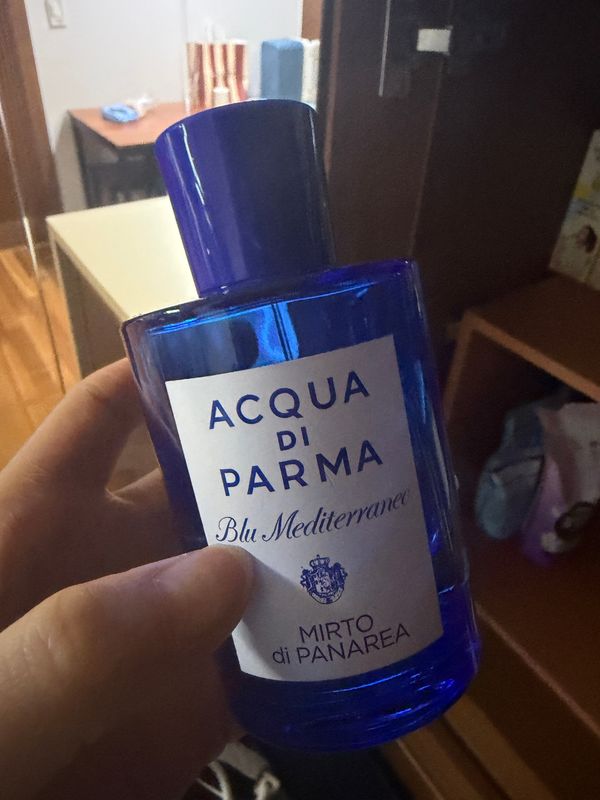 ACQUA
DI
PARMA
Blu Mediterraneo
MIRTO
di PANAREA